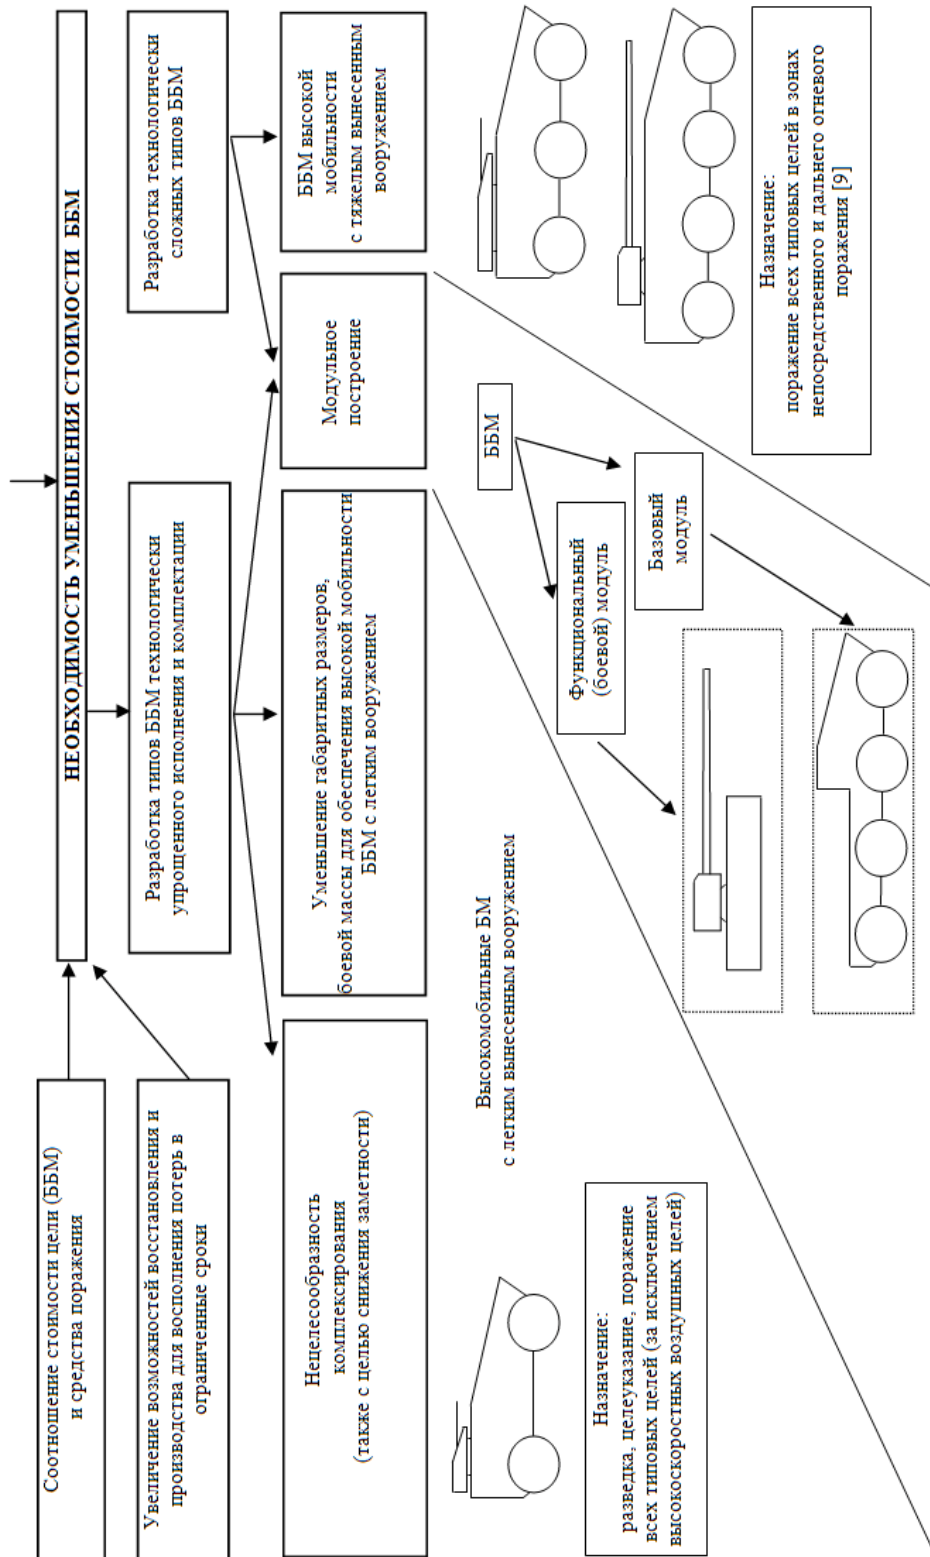 НЕОБХОДИМОСТЬ УМЕНЬШЕНИЯ СТОИМОСТИ ББМ
Соотношение стоимости цели (ББМ)
и средства поражения
Увеличение возможностей восстановления и
производства для восполнения потерь в
ограниченные сроки
Разработка типов ББМ технологически
упрощенного исполнения и комплектации
Разработка технологически
сложных типов ББМ
Нецелесообразность
комплексирования
(также с целью снижения заметности)
Уменьшение габаритных размеров,
боевой массы для обеспечения высокой мобильности
ББМ с легким вооружением
Модульное
построение
ББМ высокой
мобильности
с тяжелым вынесенным
вооружением
Высокомобильные БМ
с легким вынесенным вооружением
ББМ
Функциональный
(боевой) модуль
Базовый
модуль
Назначение:
разведка, целеуказание, поражение
всех типовых целей (за исключением
высокоскоростных воздушных целей)
Назначение:
поражение всех типовых целей в зонах
непосредственного и дальнего огневого
поражения [9]